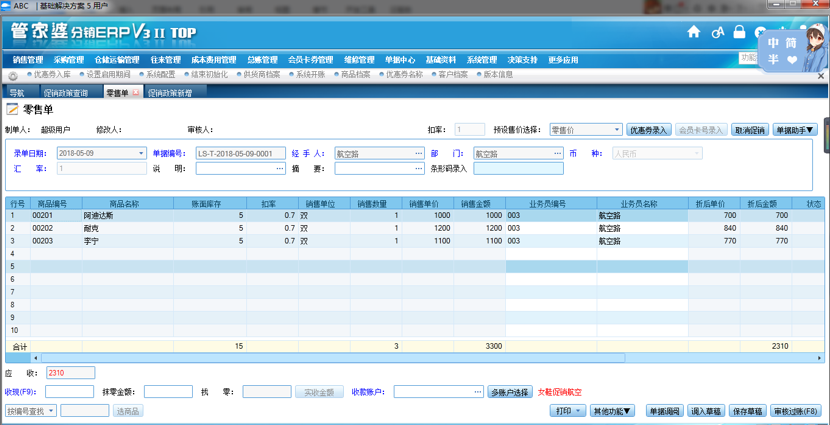 ABC | 基础解决方案 5 用户
管家婆 分销ERP V3 II TOP
销售管理 采购管理 仓储运输管理 往来管理 成本费用管理 总账管理 会员卡券管理 维修管理 单据中心 基础资料 系统管理 决策支持 更多应用
中 简
半
优惠券入库 设置启用期间 系统配置 结束初始化 供货商档案 系统开账 商品档案 优惠券名称 客户档案 版本信息
导航 促销政策查询 零售单 促销政策新增
零售单
制单人: 超级用户 修改人: 审核人: 扣率: 1 预设售价选择: 零售价 优惠券录入 会员卡号录入 取消促销 单据助手▼
录单日期: 2018-05-09 单据编号: LS-T-2018-05-09-0001 经 手 人: 航空路 部 门: 航空路 币 种: 人民币
汇 率: 1 说 明: 摘 要: 条形码录入
行号 商品编号 商品名称 账面库存 扣率 销售单位 销售数量 销售单价 销售金额 业务员编号 业务员名称 折后单价 折后金额 状态
1 00201 阿迪达斯 5 0.7 双 1 1000 1000 003 航空路 700 700
2 00202 耐克 5 0.7 双 1 1200 1200 003 航空路 840 840
3 00203 李宁 5 0.7 双 1 1100 1100 003 航空路 770 770
4
5
6
7
8
9
10
合计 15 3 3300 2310
应 收: 2310
收现(F9): 抹零金额: 找 零: 实收金额 收款账户: 多账户选择 女鞋促销航空
按编号查找 选商品 打印 其他功能▼ 单据调阅 调入草稿 保存草稿 审核过账(F8)